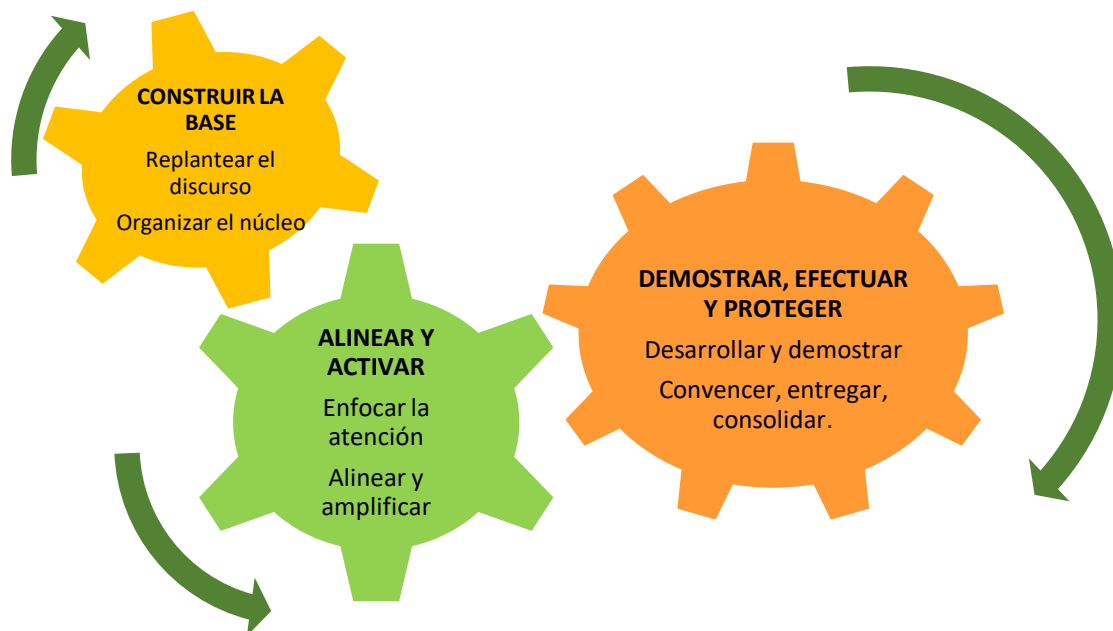 CONSTRUIR LA
BASE
Replantear el
discurso
Organizar el núcleo
ALINEAR Y
ACTIVAR
Enfocar la
atención
Alinear y
amplificar
DEMOSTRAR, EFECTUAR
Y PROTEGER
Desarrollar y demostrar
Convencer, entregar,
consolidar.